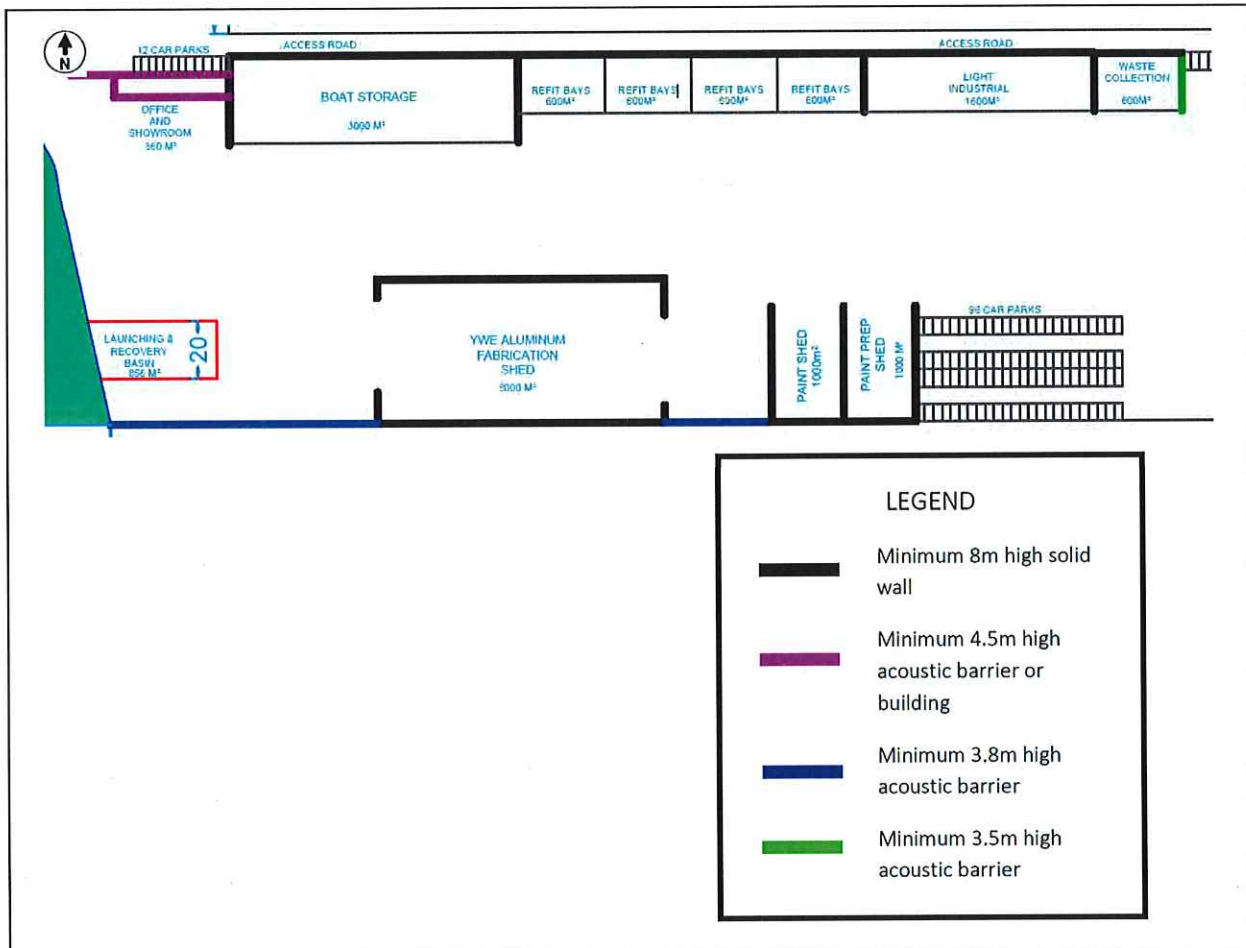 N
12 CAR PARKS
ACCESS ROAD
ACCESS ROAD
BOAT STORAGE
3000 M²
REFIT BAYS
600M²
REFIT BAYS
600M²
REFIT BAYS
600M²
REFIT BAYS
600M²
LIGHT
INDUSTRIAL
1600M²
WASTE
COLLECTION
600M²
OFFICE
AND
SHOWROOM
360 M²
LAUNCHING &
RECOVERY
BASIN
M²
20
YWE ALUMINUM
FABRICATION
SHED
M²
PAINT SHED
1000m²
PAINT PREP
SHED
1000 M²
CAR PARKS
LEGEND
Minimum 8m high solid
wall
Minimum 4.5m high
acoustic barrier or
building
Minimum 3.8m high
acoustic barrier
Minimum 3.5m high
acoustic barrier